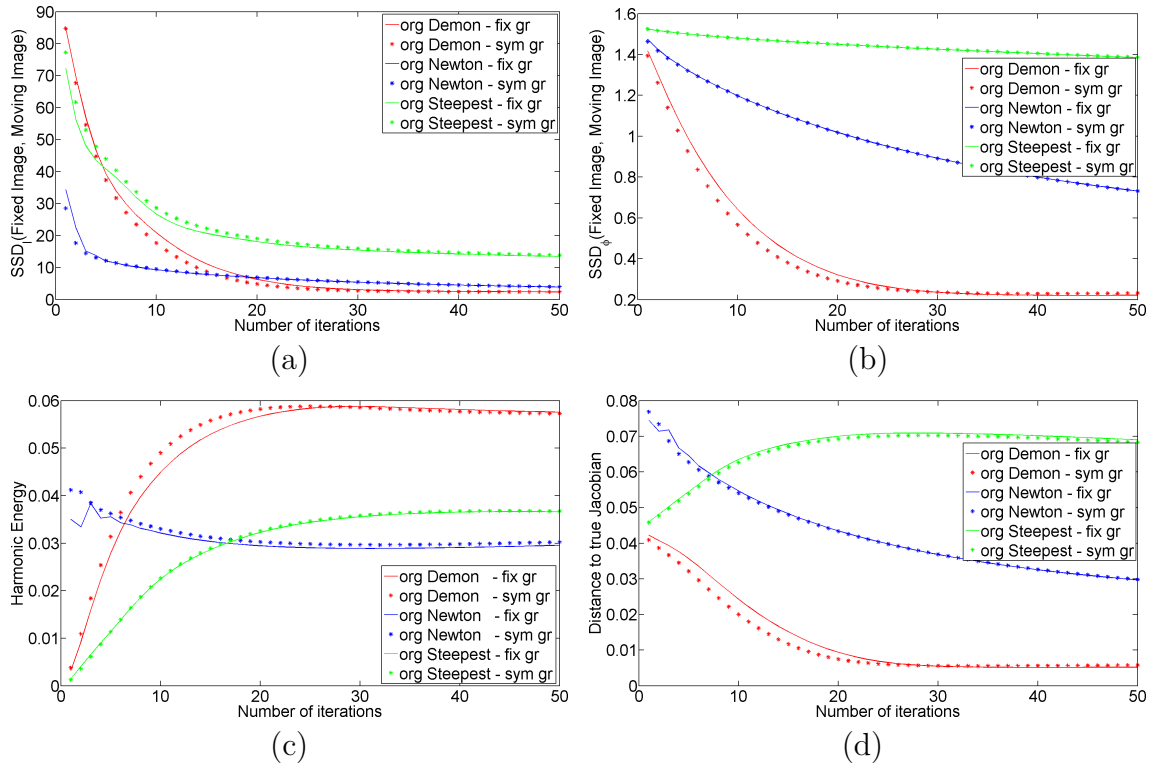 90
80
70
60
50
40
30
20
10
0
SSD_I(Fixed Image, Moving Image)
org Demon - fix gr
org Demon - sym gr
org Newton - fix gr
org Newton - sym gr
org Steepest - fix gr
org Steepest - sym gr
0 10 20 30 40 50
Number of iterations
(a)
1.6
1.4
1.2
1
0.8
0.6
0.4
0.2
SSD_ϕ(Fixed Image, Moving Image)
org Demon - fix gr
org Demon - sym gr
org Newton - fix gr
org Newton - sym gr
org Steepest - fix gr
org Steepest - sym gr
0 10 20 30 40 50
Number of iterations
(b)
0.06
0.05
0.04
0.03
0.02
0.01
0
Harmonic Energy
org Demon - fix gr
org Demon - sym gr
org Newton - fix gr
org Newton - sym gr
org Steepest - fix gr
org Steepest - sym gr
0 10 20 30 40 50
Number of iterations
(c)
0.08
0.07
0.06
0.05
0.04
0.03
0.02
0.01
0
Distance to true Jacobian
org Demon - fix gr
org Demon - sym gr
org Newton - fix gr
org Newton - sym gr
org Steepest - fix gr
org Steepest - sym gr
0 10 20 30 40 50
Number of iterations
(d)